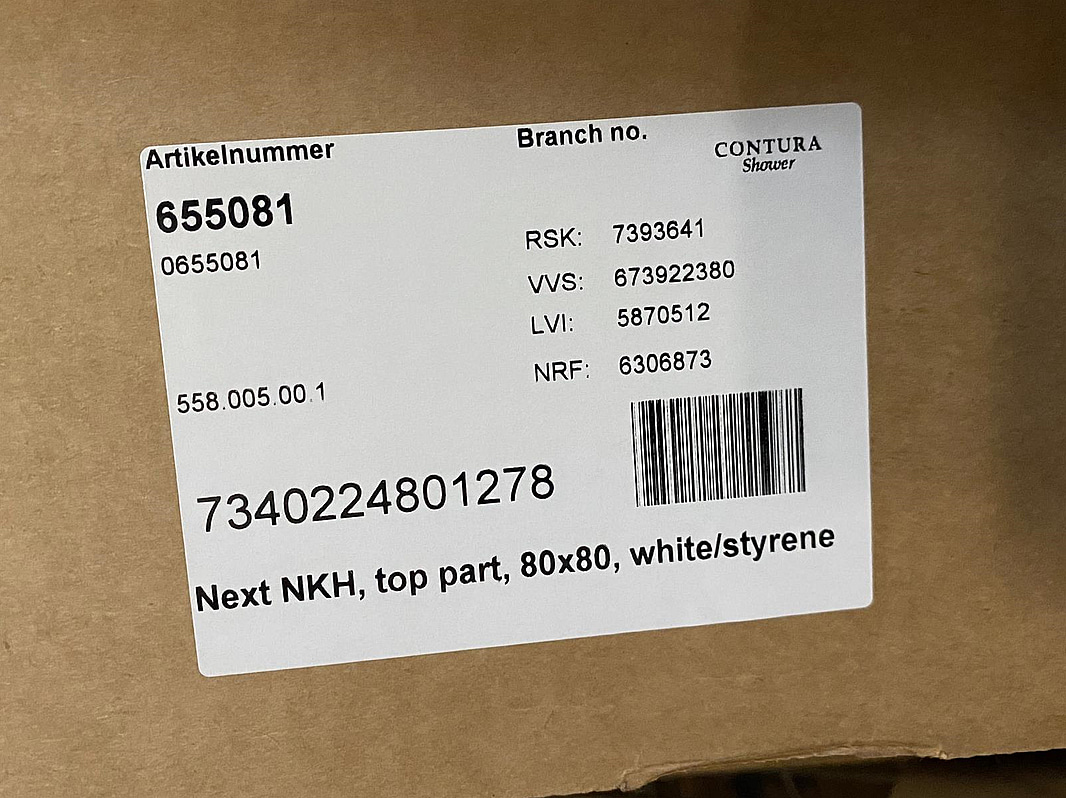 Artikelnummer
Branch no.
CONTURA
Shower
655081
0655081
RSK: 7393641
VVS: 673922380
LVI: 5870512
NRF: 6306873
558.005.00.1
7340224801278
Next NKH, top part, 80x80, white/styrene